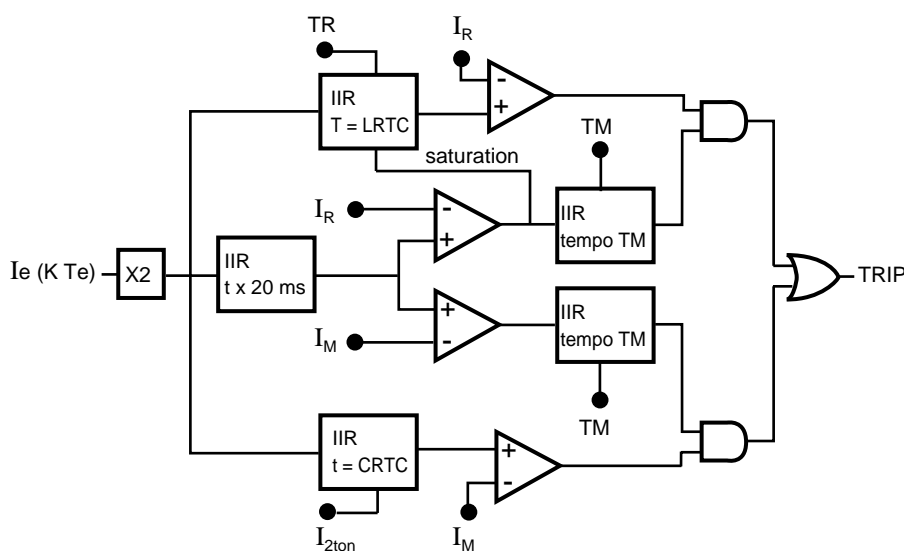 TR
I_R
IIR
T = LRTC
-
+
TM
saturation
I_R
-
+
IIR
tempo TM
Ie (K Te)
X2
IIR
t x 20 ms
TRIP
+
-
IIR
tempo TM
I_M
TM
IIR
t = CRTC
+
-
I_2ton
I_M